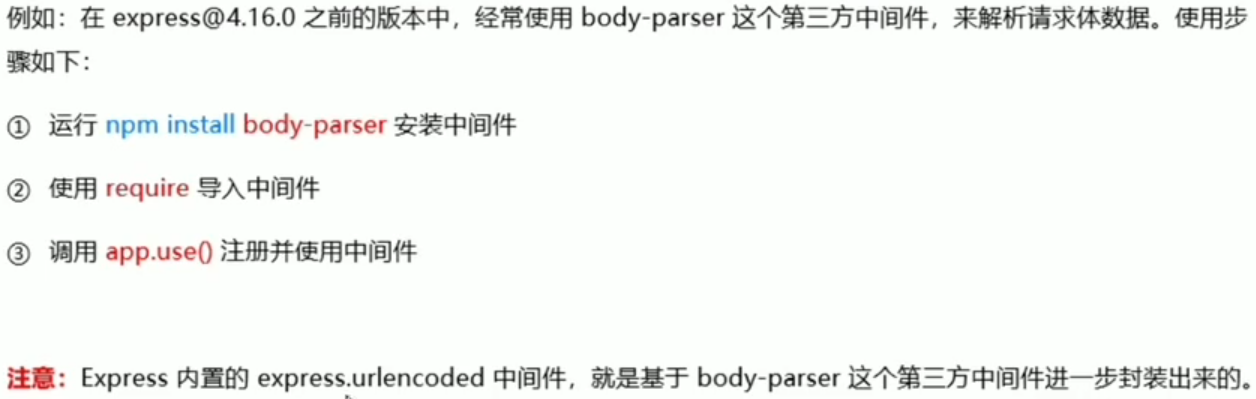 例如：在 express@4.16.0 之前的版本中，经常使用 body-parser 这个第三方中间件，来解析请求体数据。使用步
骤如下：
① 运行 npm install body-parser 安装中间件
② 使用 require 导入中间件
③ 调用 app.use() 注册并使用中间件
注意：Express 内置的 express.urlencoded 中间件，就是基于 body-parser 这个第三方中间件进一步封装出来的。